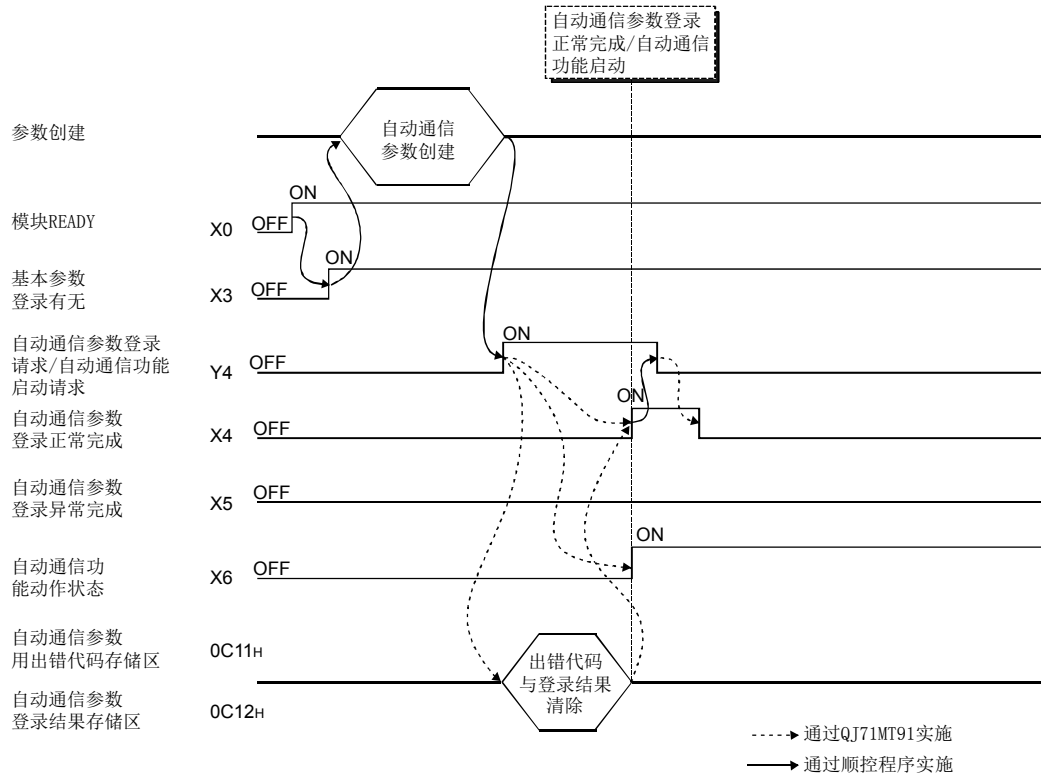 自动通信参数登录
正常完成/自动通信
功能启动
参数创建
自动通信
参数创建
ON
模块READY
X0 OFF
ON
基本参数
登录有无
X3 OFF
自动通信参数登录
请求/自动通信功能
启动请求
Y4 OFF
ON
自动通信参数
登录正常完成
X4 OFF
ON
自动通信参数
登录异常完成
X5 OFF
自动通信功
能动作状态
X6 OFF
ON
自动通信参数
用出错代码存储区
0C11H
自动通信参数
登录结果存储区
0C12H
出错代码
与登录结果
清除
通过QJ71MT91实施
通过顺控程序实施